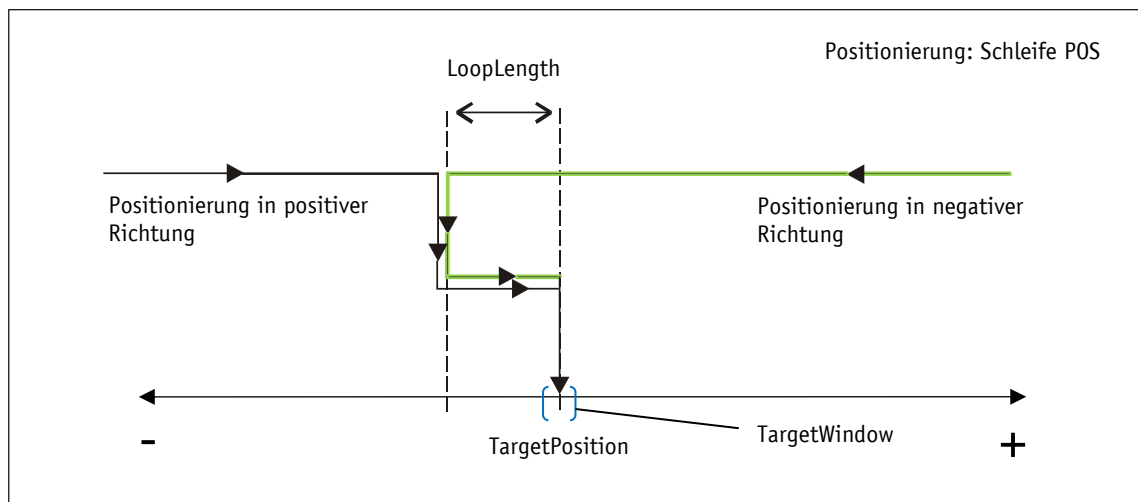 Positionierung: Schleife POS
LoopLength
Positionierung in positiver
Richtung
Positionierung in negativer
Richtung
-
+
TargetPosition
TargetWindow